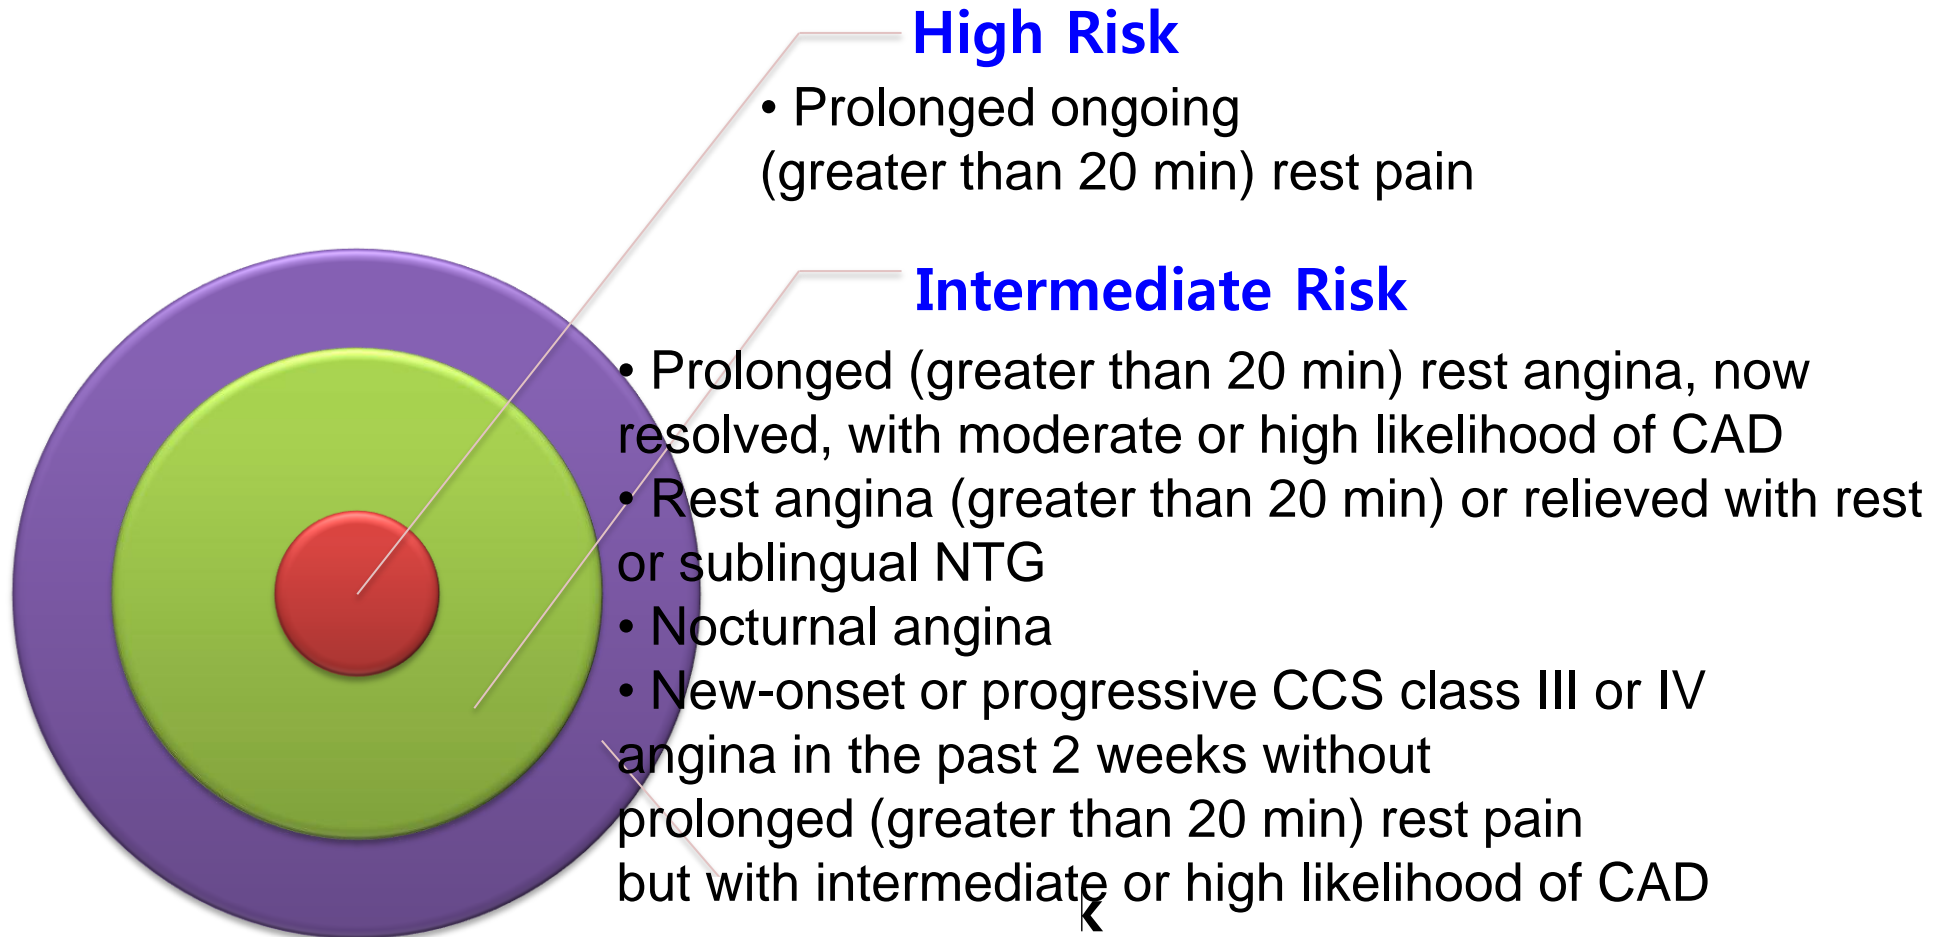 High Risk
• Prolonged ongoing
(greater than 20 min) rest pain
Intermediate Risk
• Prolonged (greater than 20 min) rest angina, now
resolved, with moderate or high likelihood of CAD
• Rest angina (greater than 20 min) or relieved with rest
or sublingual NTG
• Nocturnal angina
• New-onset or progressive CCS class III or IV
angina in the past 2 weeks without
prolonged (greater than 20 min) rest pain
but with intermediate or high likelihood of CAD
k